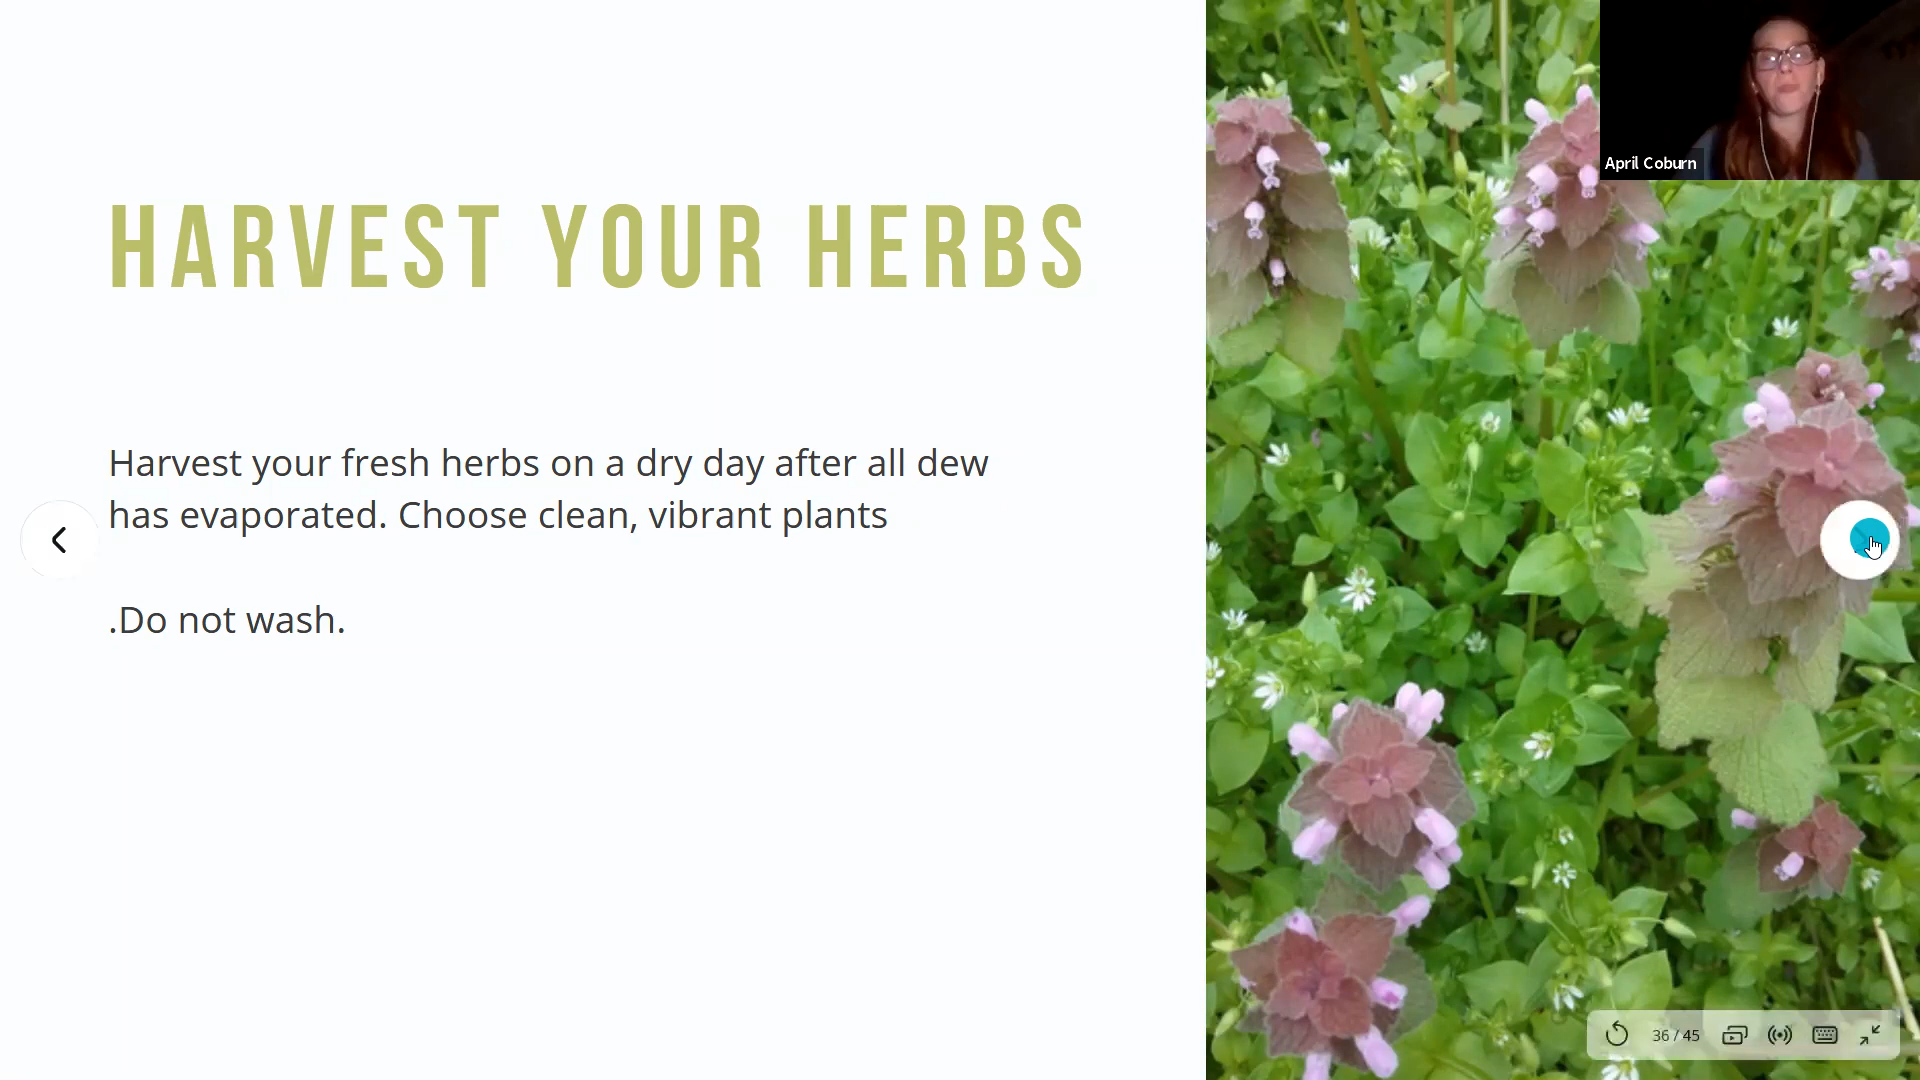 HARVEST YOUR HERBS
Harvest your fresh herbs on a dry day after all dew
has evaporated. Choose clean, vibrant plants
.Do not wash.
April Coburn
36 / 45